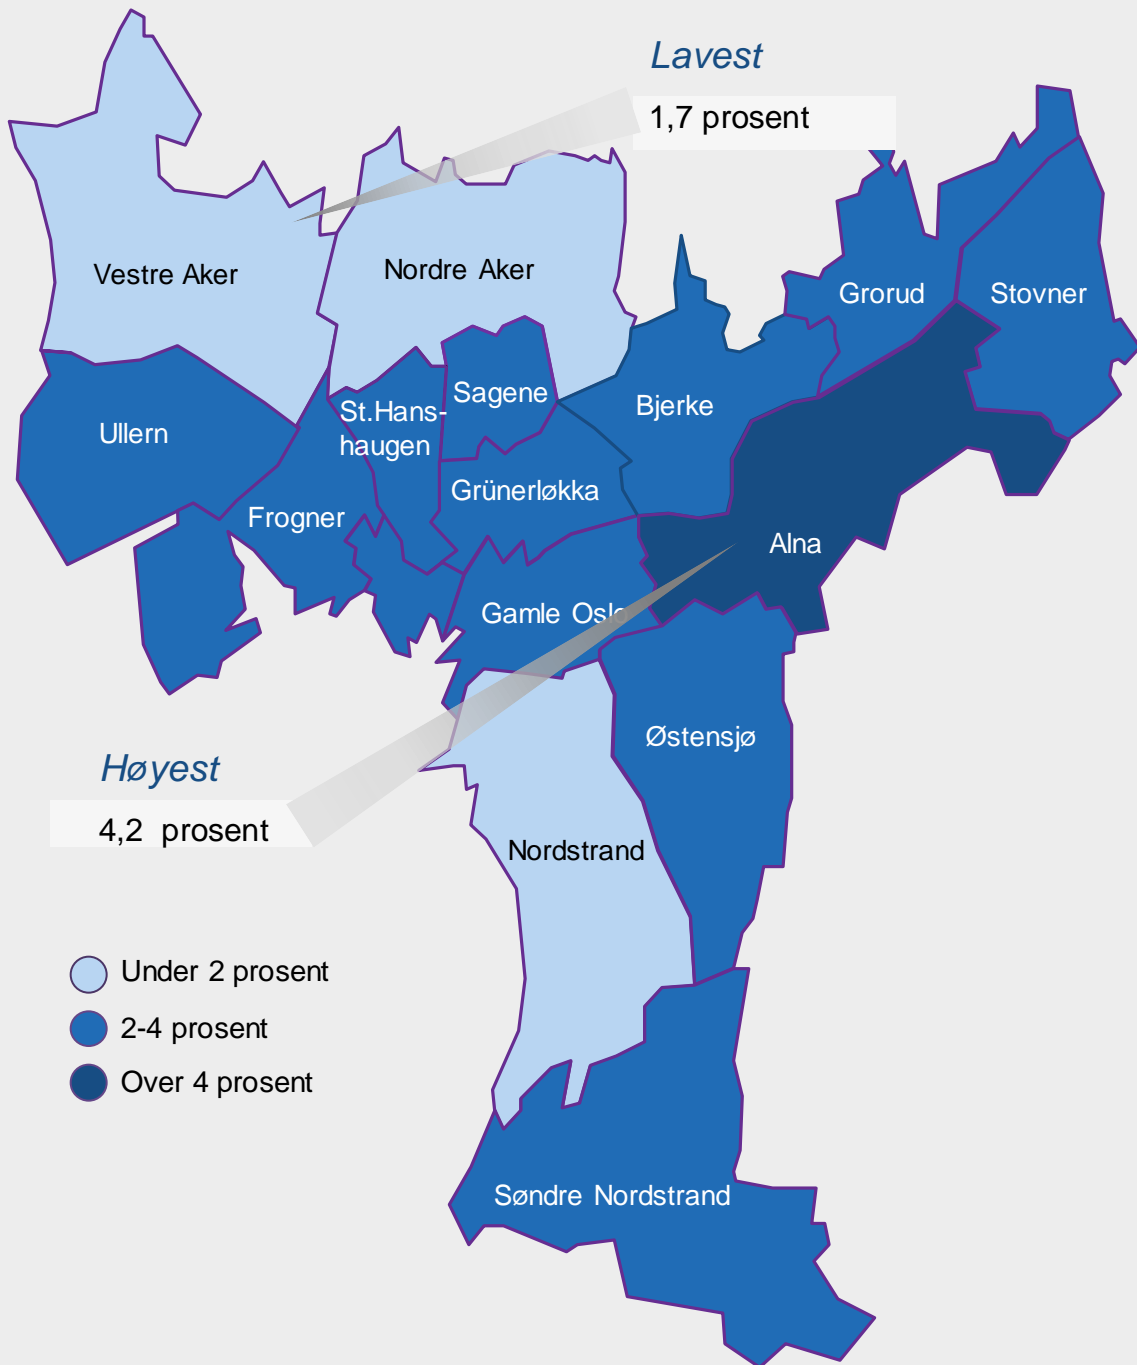 Lavest
1,7 prosent
Vestre Aker
Nordre Aker
Grorud
Stovner
Sagene
St.Hans-
haugen
Bjerke
Ullern
Grünerløkka
Frogner
Alna
Gamle Oslo
Østensjø
Høyest
4,2 prosent
Nordstrand
Under 2 prosent
2-4 prosent
Over 4 prosent
Søndre Nordstrand